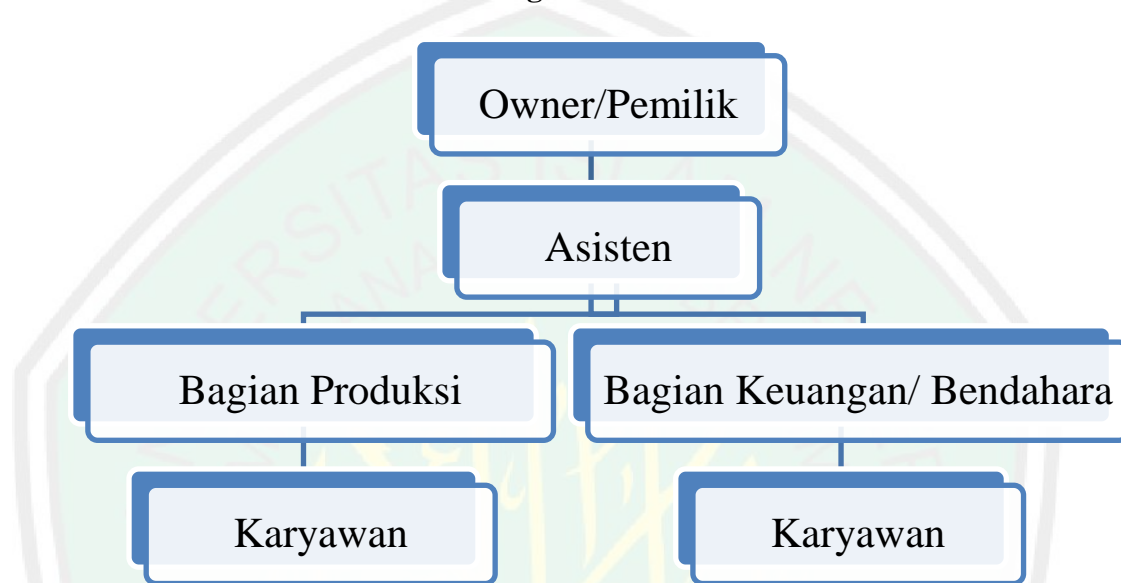 Owner/Pemilik
Asisten
Bagian Produksi
Bagian Keuangan/ Bendahara
Karyawan
Karyawan